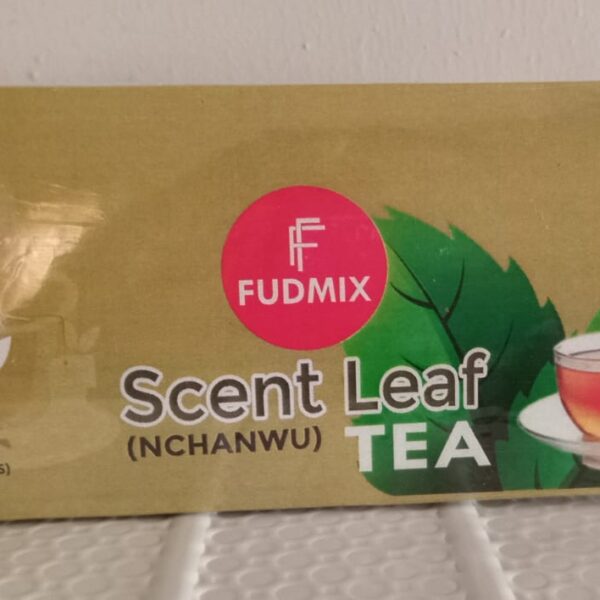 FUDMIX
Scent Leaf
(NCHANWU) TEA